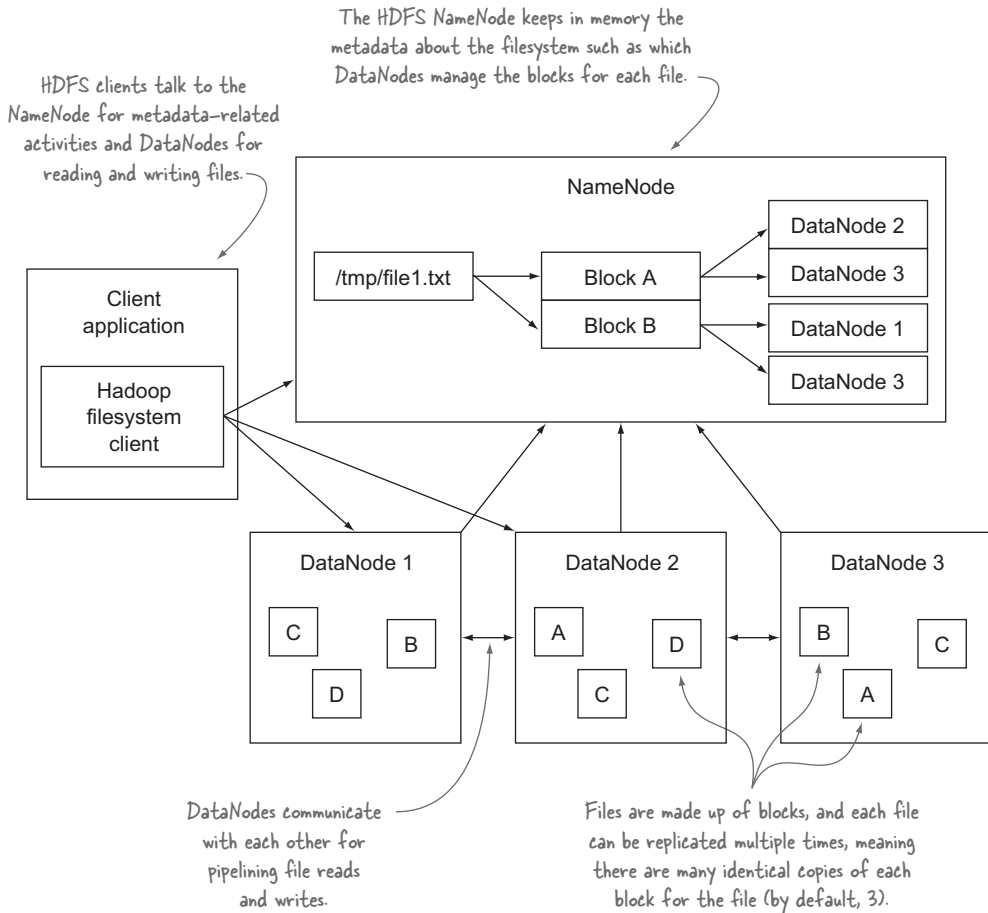 The HDFS NameNode keeps in memory the
metadata about the filesystem such as which
DataNodes manage the blocks for each file.
HDFS clients talk to the
NameNode for metadata-related
activities and DataNodes for
reading and writing files.
NameNode
DataNode 2
/tmp/file1.txt
Block A
DataNode 3
Block B
DataNode 1
DataNode 3
Client
application
Hadoop
filesystem
client
DataNode 1
C
B
D
DataNode 2
A
D
C
DataNode 3
B
C
A
DataNodes communicate
with each other for
pipelining file reads
and writes.
Files are made up of blocks, and each file
can be replicated multiple times, meaning
there are many identical copies of each
block for the file (by default, 3).